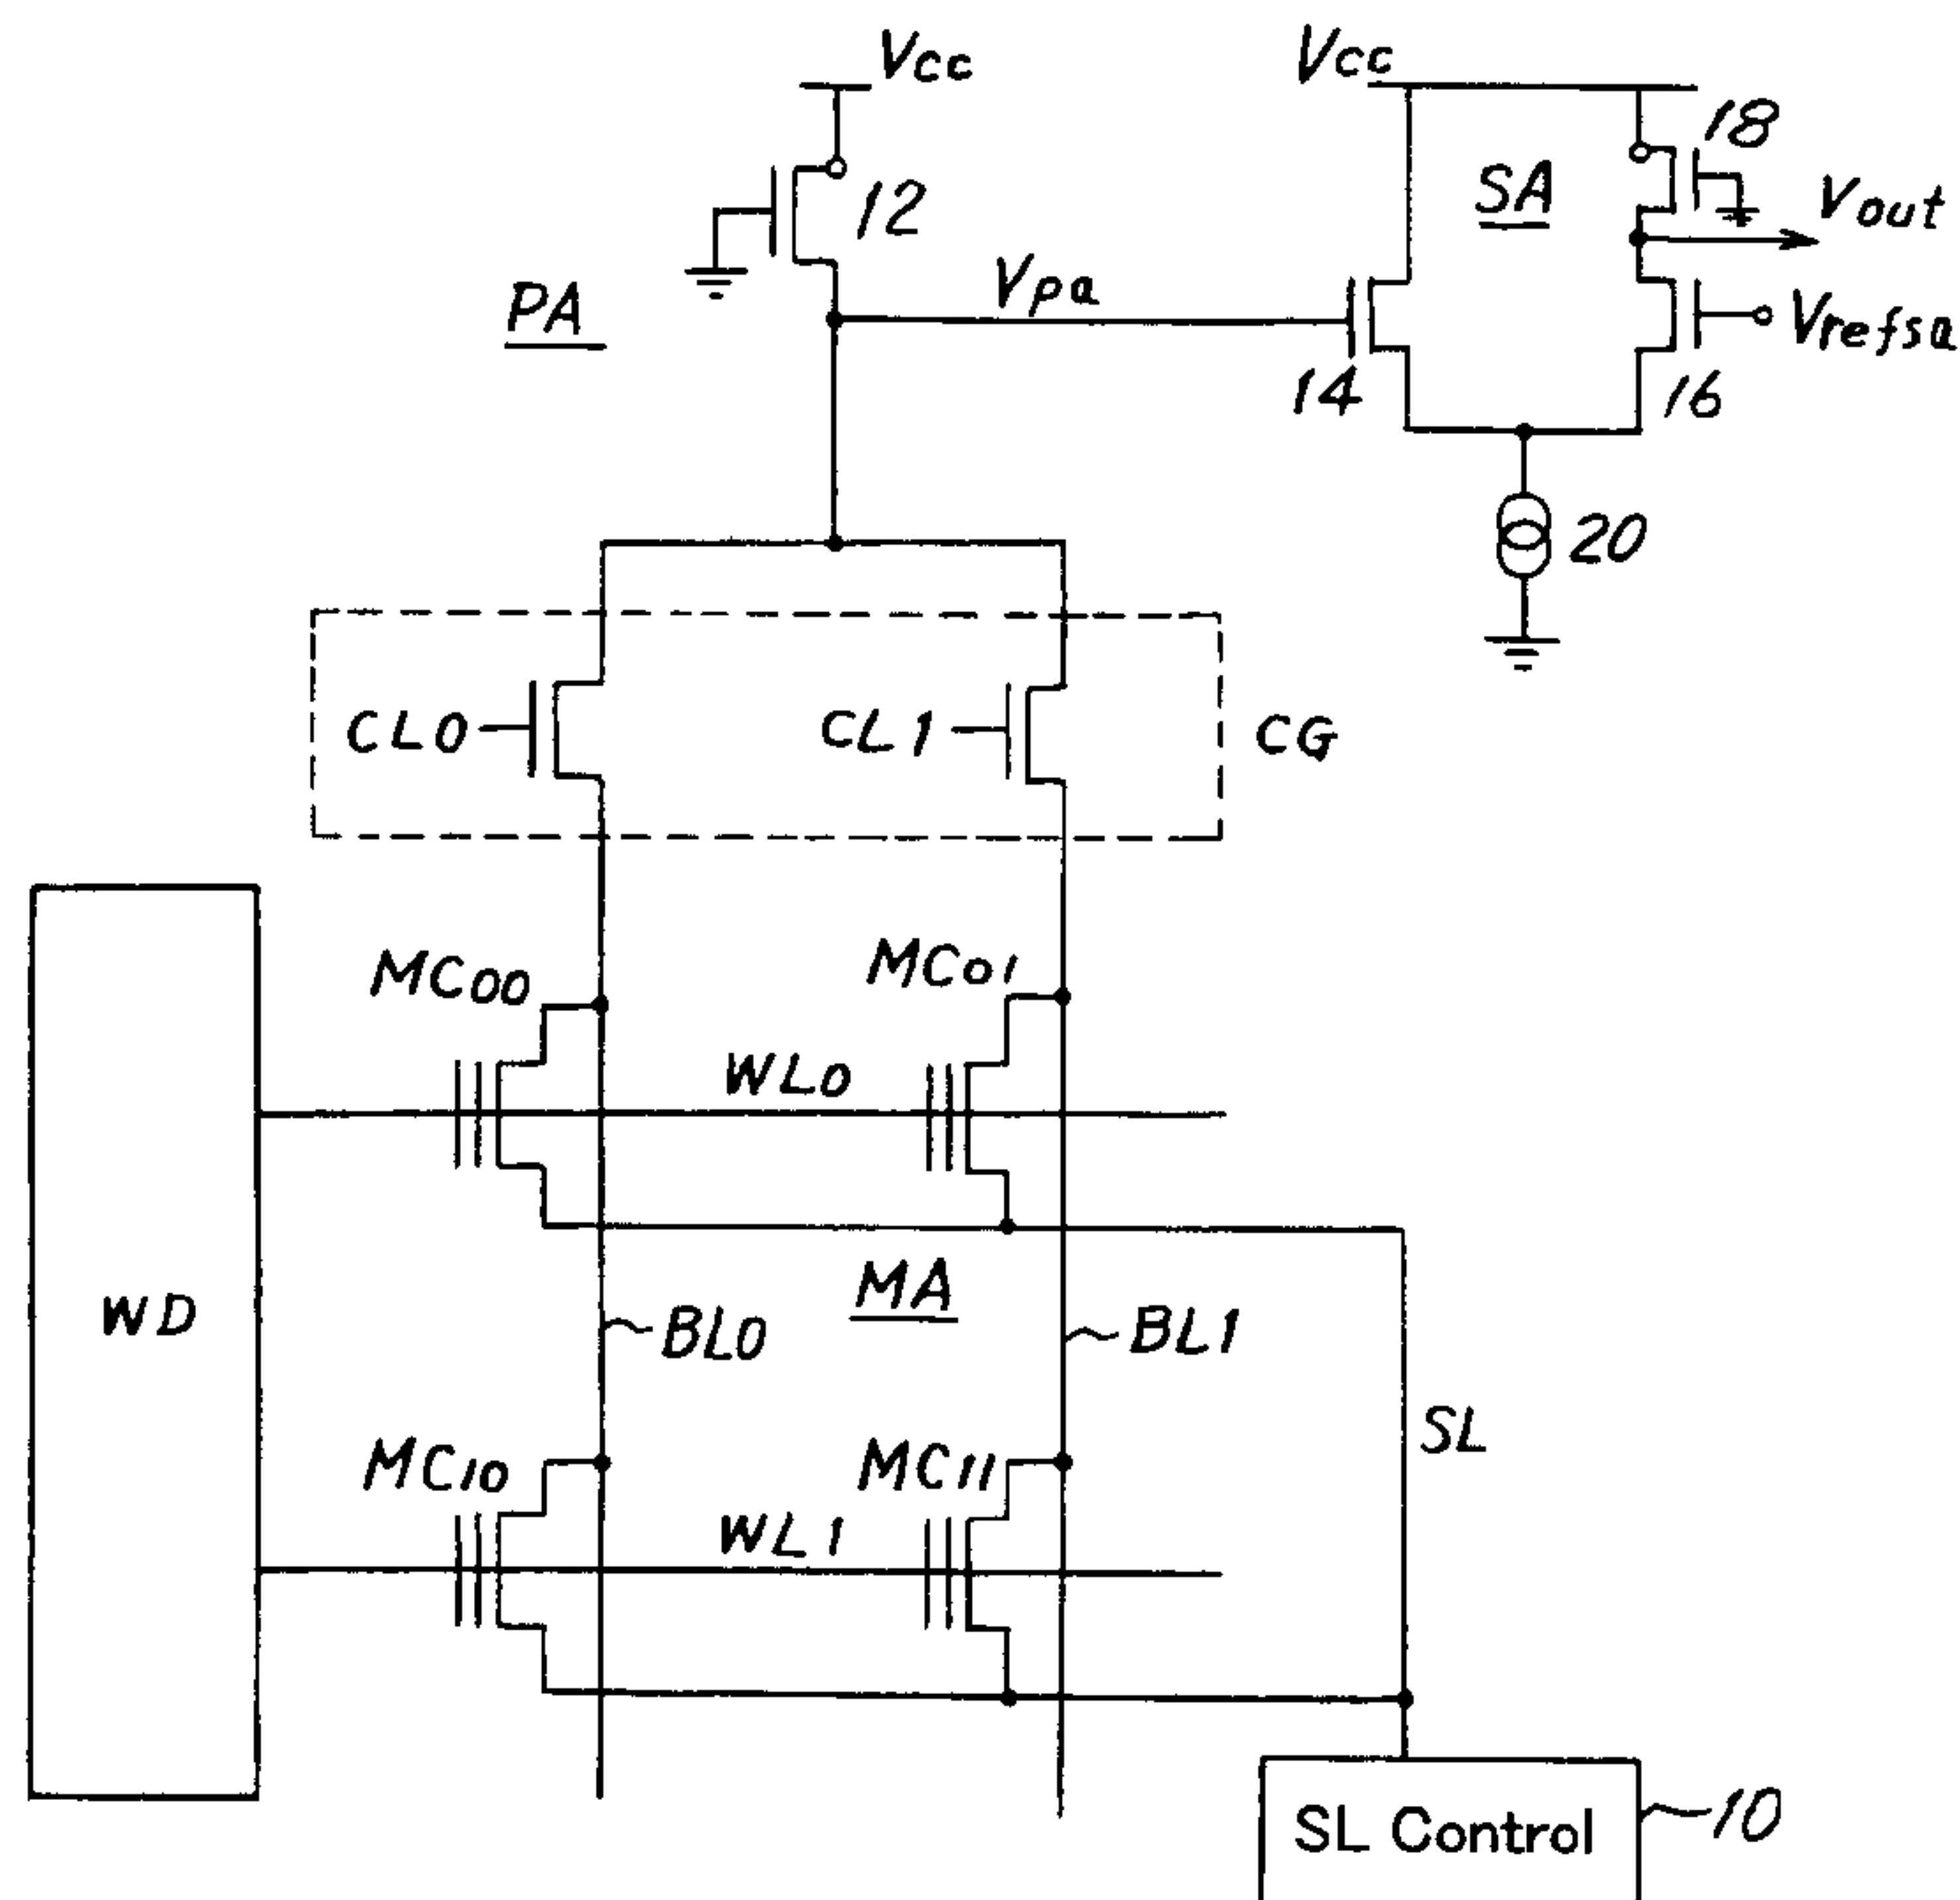 Vcc
Vcc
18
SA
Vout
12
Vpa
PA
Vrefsa
14
16
20
CL0
CL1
CG
MC00
MC01
WL0
MA
WD
BL0
BL1
SL
MC10
MC11
WL1
SL Control
10